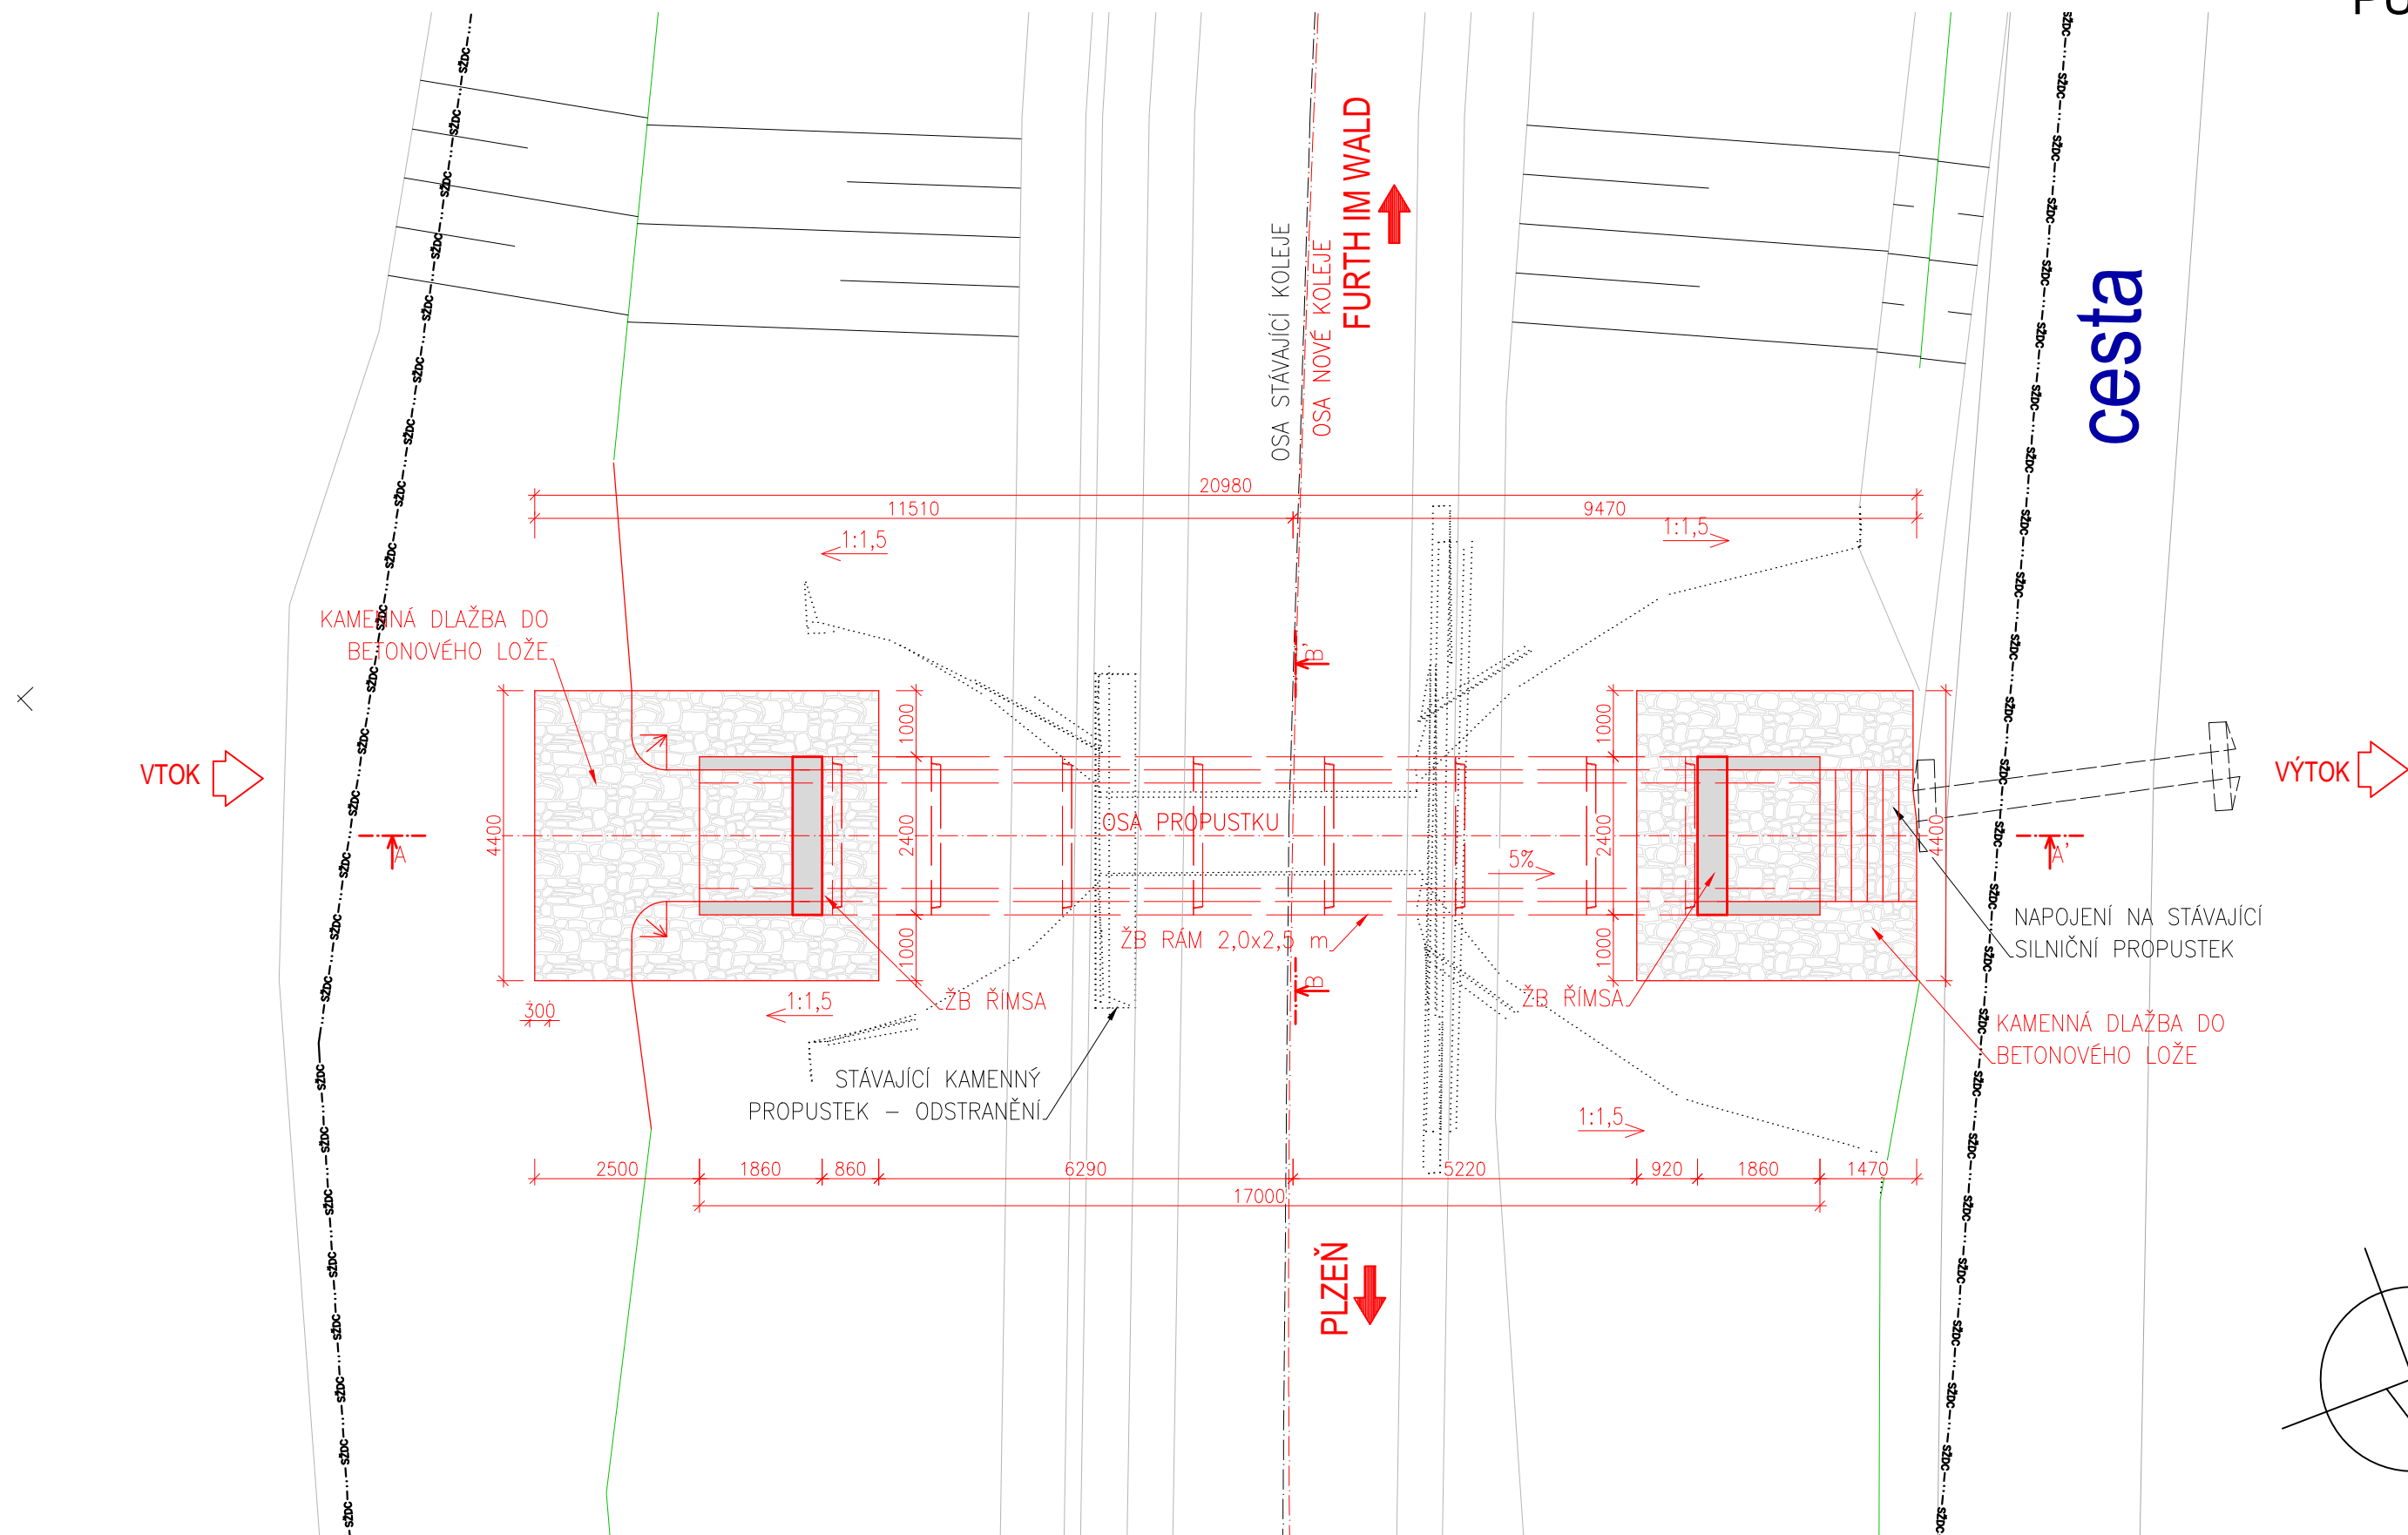 PŮ
FURTH IM WALD
OSA STÁVAJÍCÍ KOLEJE
OSA NOVÉ KOLEJE
cesta
20980
11510
9470
1:1,5
1:1,5
KAMENNÁ DLAŽBA DO
BETONOVÉHO LOŽE
B'
1000
1000
VTOK
VÝTOK
4400
2400
OSA PROPUSTKU
2400
4400
A
A'
5%
NAPOJENÍ NA STÁVAJÍCÍ
SILNIČNÍ PROPUSTEK
1000
ŽB RÁM 2,0x2,5 m
1000
B
300
1:1,5
ŽB ŘÍMSA
ŽB ŘÍMSA
KAMENNÁ DLAŽBA DO
BETONOVÉHO LOŽE
STÁVAJÍCÍ KAMENNÝ
PROPUSTEK – ODSTRANĚNÍ
1:1,5
2500
1860
860
6290
5220
920
1860
1470
17000
PLZEŇ
SŽDC
SŽDC